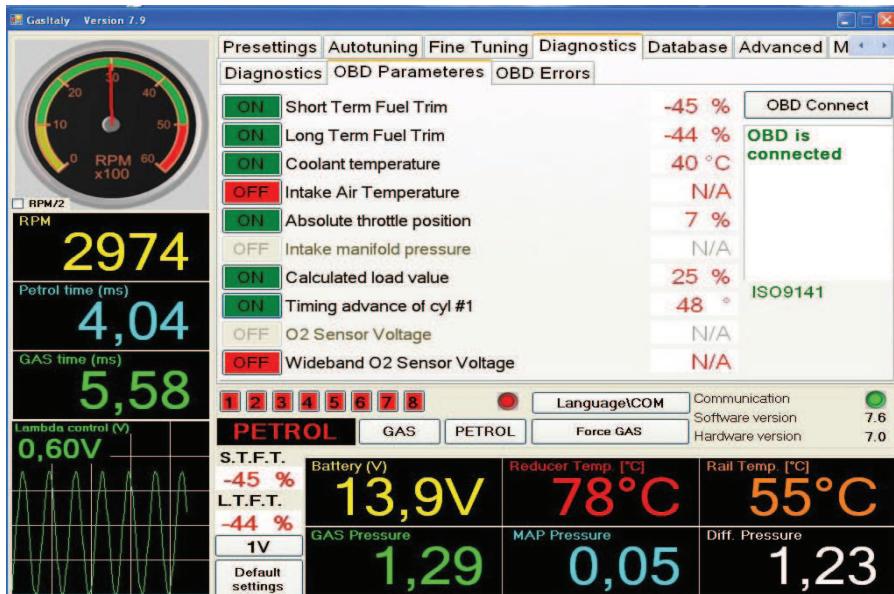 GasItaly Version 7.9
Presettings Autotuning Fine Tuning Diagnostics Database Advanced M
Diagnostics OBD Parameteres OBD Errors
ON Short Term Fuel Trim -45 %
ON Long Term Fuel Trim -44 %
ON Coolant temperature 40 °C
OFF Intake Air Temperature N/A
ON Absolute throttle position 7 %
OFF Intake manifold pressure N/A
ON Calculated load value 25 %
ON Timing advance of cyl #1 48 °
OFF O2 Sensor Voltage N/A
OFF Wideband O2 Sensor Voltage N/A
OBD Connect
OBD is
connected
ISO9141
0 10 20 30 40 50 60
RPM
x100
RPM/2
RPM
2974
Petrol time (ms)
4,04
GAS time (ms)
5,58
Lambda control (V)
0,60V
1 2 3 4 5 6 7 8
PETROL GAS PETROL
Language\COM
Force GAS
Communication
Software version 7.6
Hardware version 7.0
S.T.F.T.
-45 %
L.T.F.T.
-44 %
1V
Default
settings
Battery (V)
13,9V
Reducer Temp. [°C]
78°C
Rail Temp. [°C]
55°C
GAS Pressure
1,29
MAP Pressure
0,05
Diff. Pressure
1,23